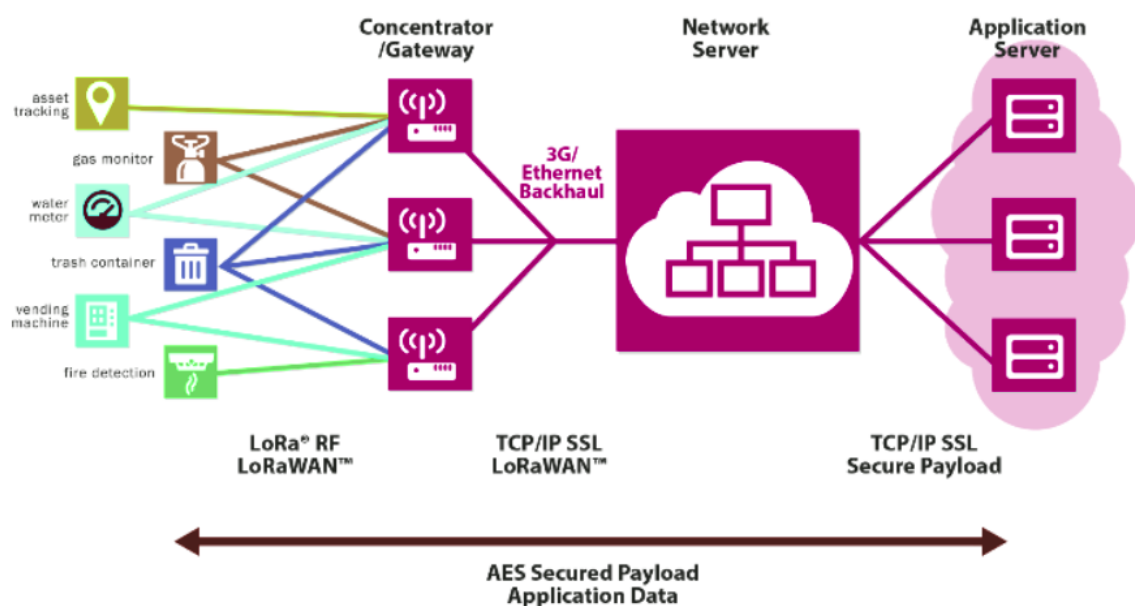 Concentrator
/Gateway
Network
Server
Application
Server
asset
tracking
gas monitor
water
motor
trash container
vending
machine
fire detection
3G/
Ethernet
Backhaul
LoRa® RF
LoRaWAN™
TCP/IP SSL
LoRaWAN™
TCP/IP SSL
Secure Payload
AES Secured Payload
Application Data